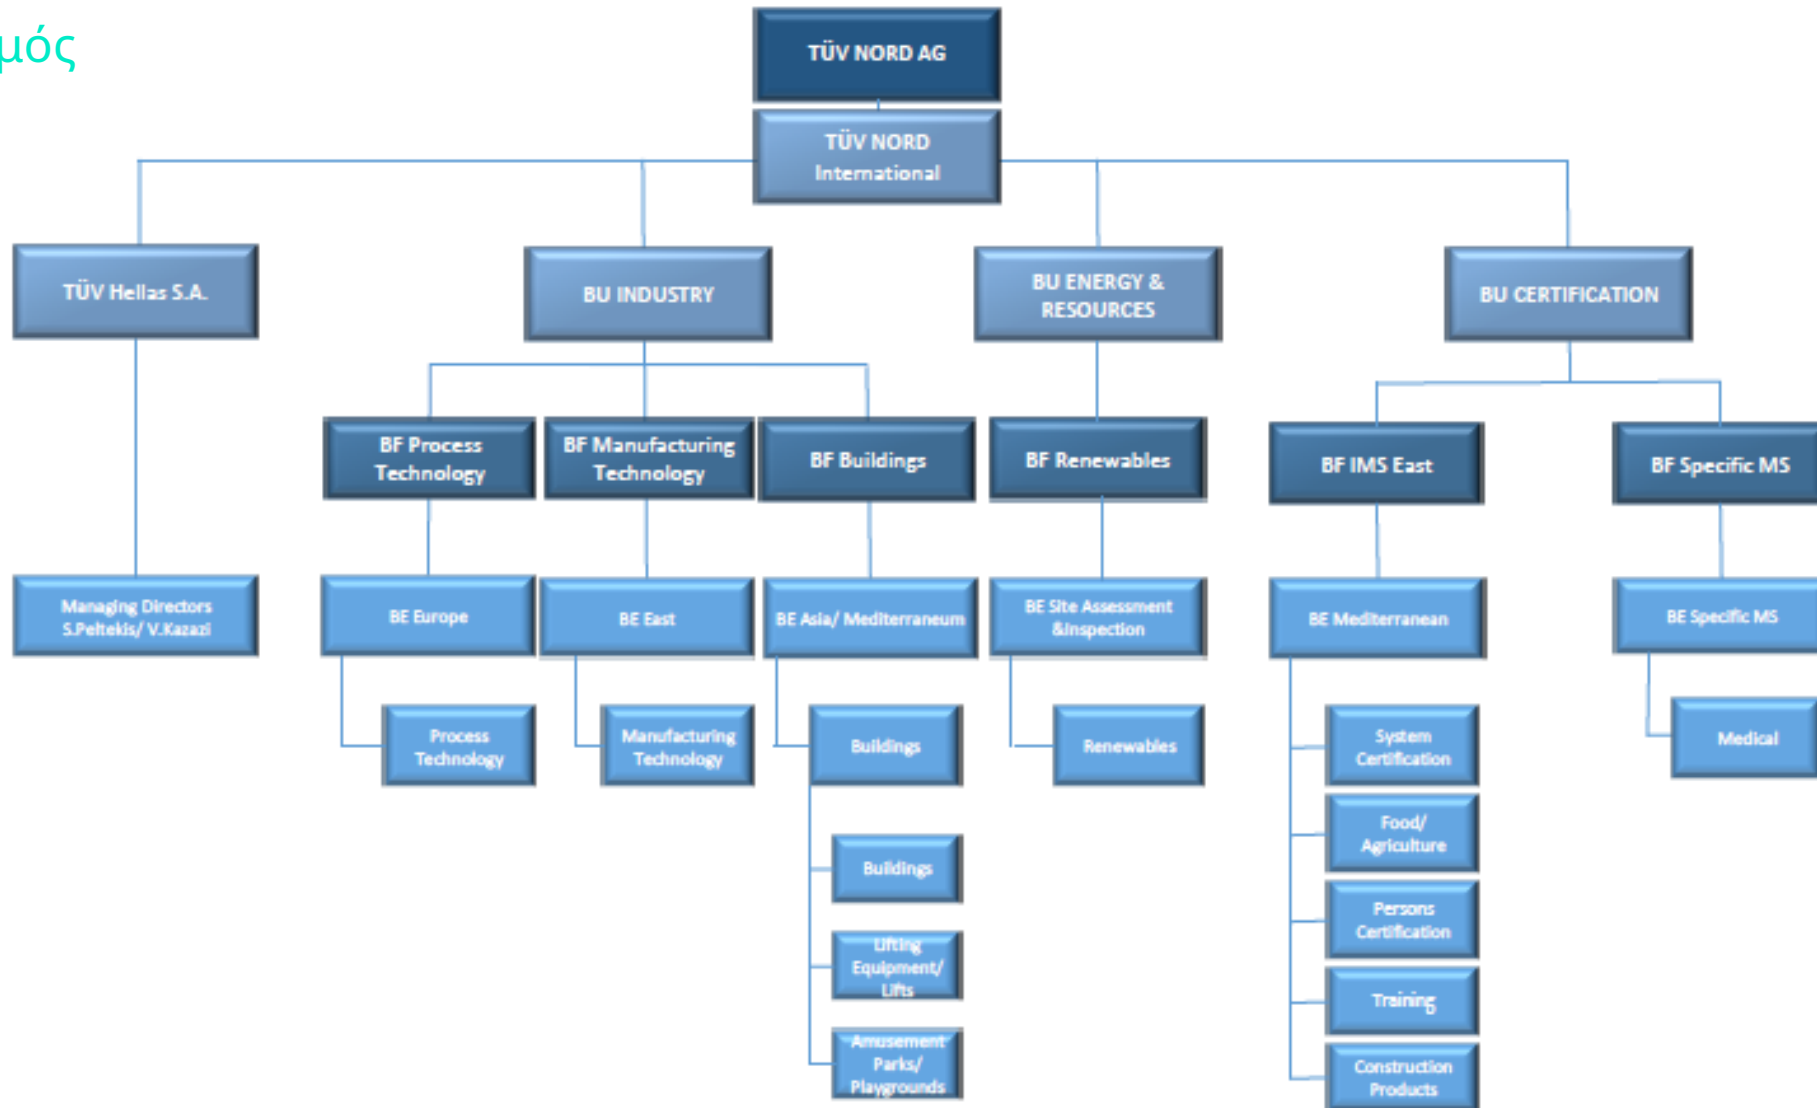 μός
TÜV NORD AG
TÜV NORD
International
TÜV Hellas S.A.
BU INDUSTRY
BU ENERGY &
RESOURCES
BU CERTIFICATION
BF Process
Technology
BF Manufacturing
Technology
BF Buildings
BF Renewables
BF IMS East
BF Specific MS
Managing Directors
S.Peltekis/ V.Kazazi
BE Europe
BE East
BE Asia/ Mediterraneum
BE Site Assessment
&Inspection
BE Mediterranean
BE Specific MS
Process
Technology
Manufacturing
Technology
Buildings
Renewables
System
Certification
Medical
Food/
Agriculture
Buildings
Persons
Certification
Lifting
Equipment/
Lifts
Training
Amusement
Parks/
Playgrounds
Construction
Products